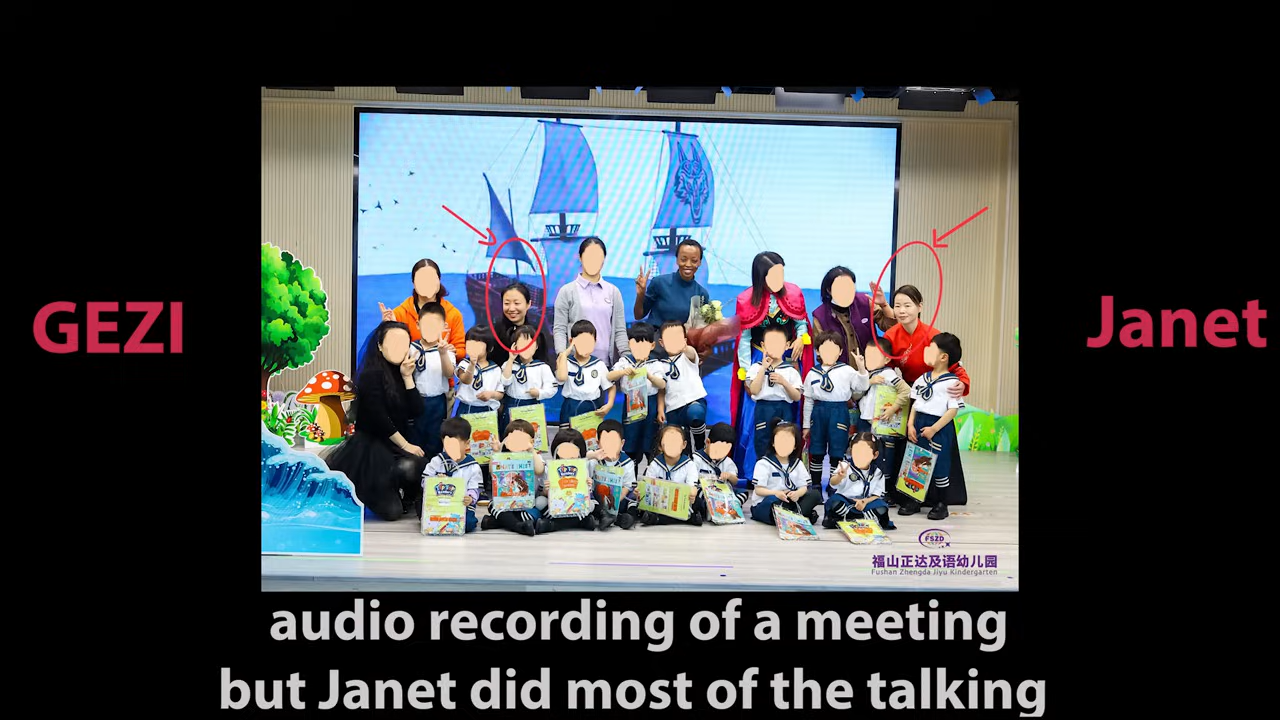 GEZI
Janet
FSZD
福山正达及语幼儿园
Fushan Zhengda Jiyu Kindergarten
audio recording of a meeting
but Janet did most of the talking